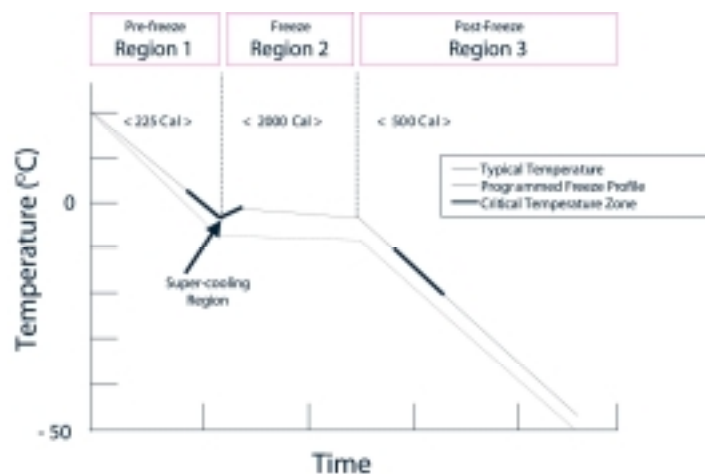 Pre-freeze
Region 1
Freeze
Region 2
Post-Freeze
Region 3
< 225 Cal >
< 2000 Cal >
< 500 Cal >
Typical Temperature
Programmed Freeze Profile
Critical Temperature Zone
Temperature (°C)
0
Super-cooling
Region
- 50
Time